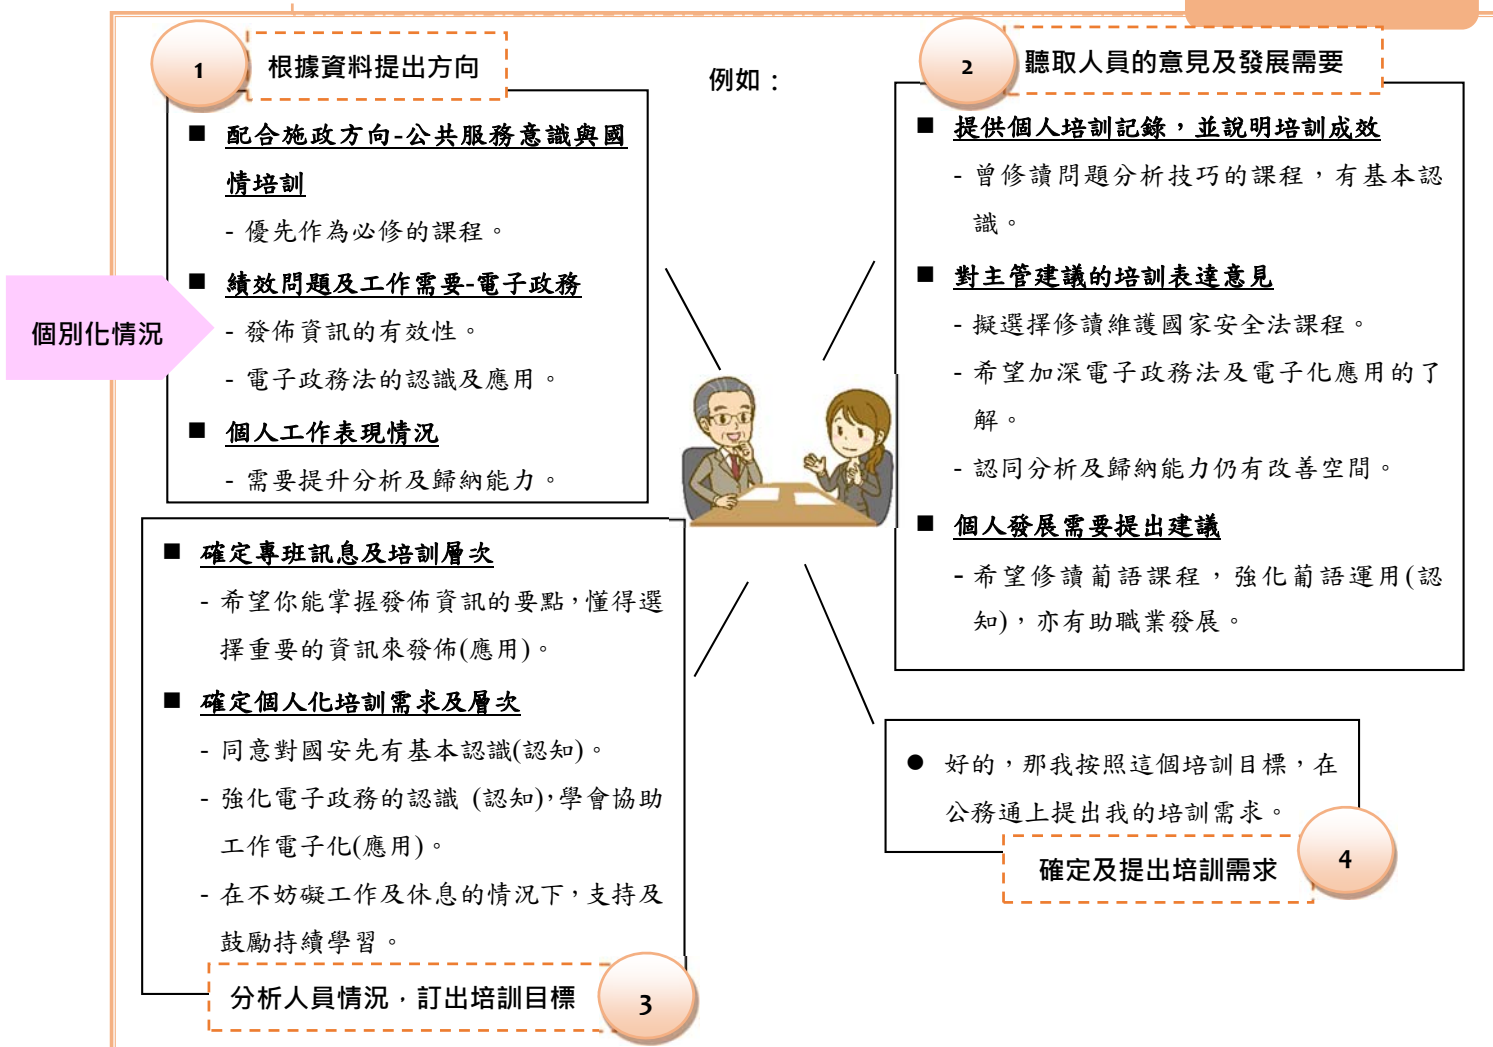 1
根據資料提出方向
■ 配合施政方向-公共服務意識與國
情培訓
- 優先作為必修的課程。
■ 績效問題及工作需要-電子政務
- 發佈資訊的有效性。
- 電子政務法的認識及應用。
■ 個人工作表現情況
- 需要提升分析及歸納能力。
個別化情況
例如：
2
聽取人員的意見及發展需要
■ 提供個人培訓記錄，並說明培訓成效
- 曾修讀問題分析技巧的課程，有基本認
識。
■ 對主管建議的培訓表達意見
- 擬選擇修讀維護國家安全法課程。
- 希望加深電子政務法及電子化應用的了
解。
- 認同分析及歸納能力仍有改善空間。
■ 個人發展需要提出建議
- 希望修讀葡語課程，強化葡語運用(認
知)，亦有助職業發展。
■ 確定專班訊息及培訓層次
- 希望你能掌握發佈資訊的要點，懂得選
擇重要的資訊來發佈(應用)。
■ 確定個人化培訓需求及層次
- 同意對國安先有基本認識(認知)。
- 強化電子政務的認識 (認知)，學會協助
工作電子化(應用)。
- 在不妨礙工作及休息的情況下，支持及
鼓勵持續學習。
分析人員情況，訂出培訓目標
3
● 好的，那我按照這個培訓目標，在
公務通上提出我的培訓需求。
確定及提出培訓需求
4